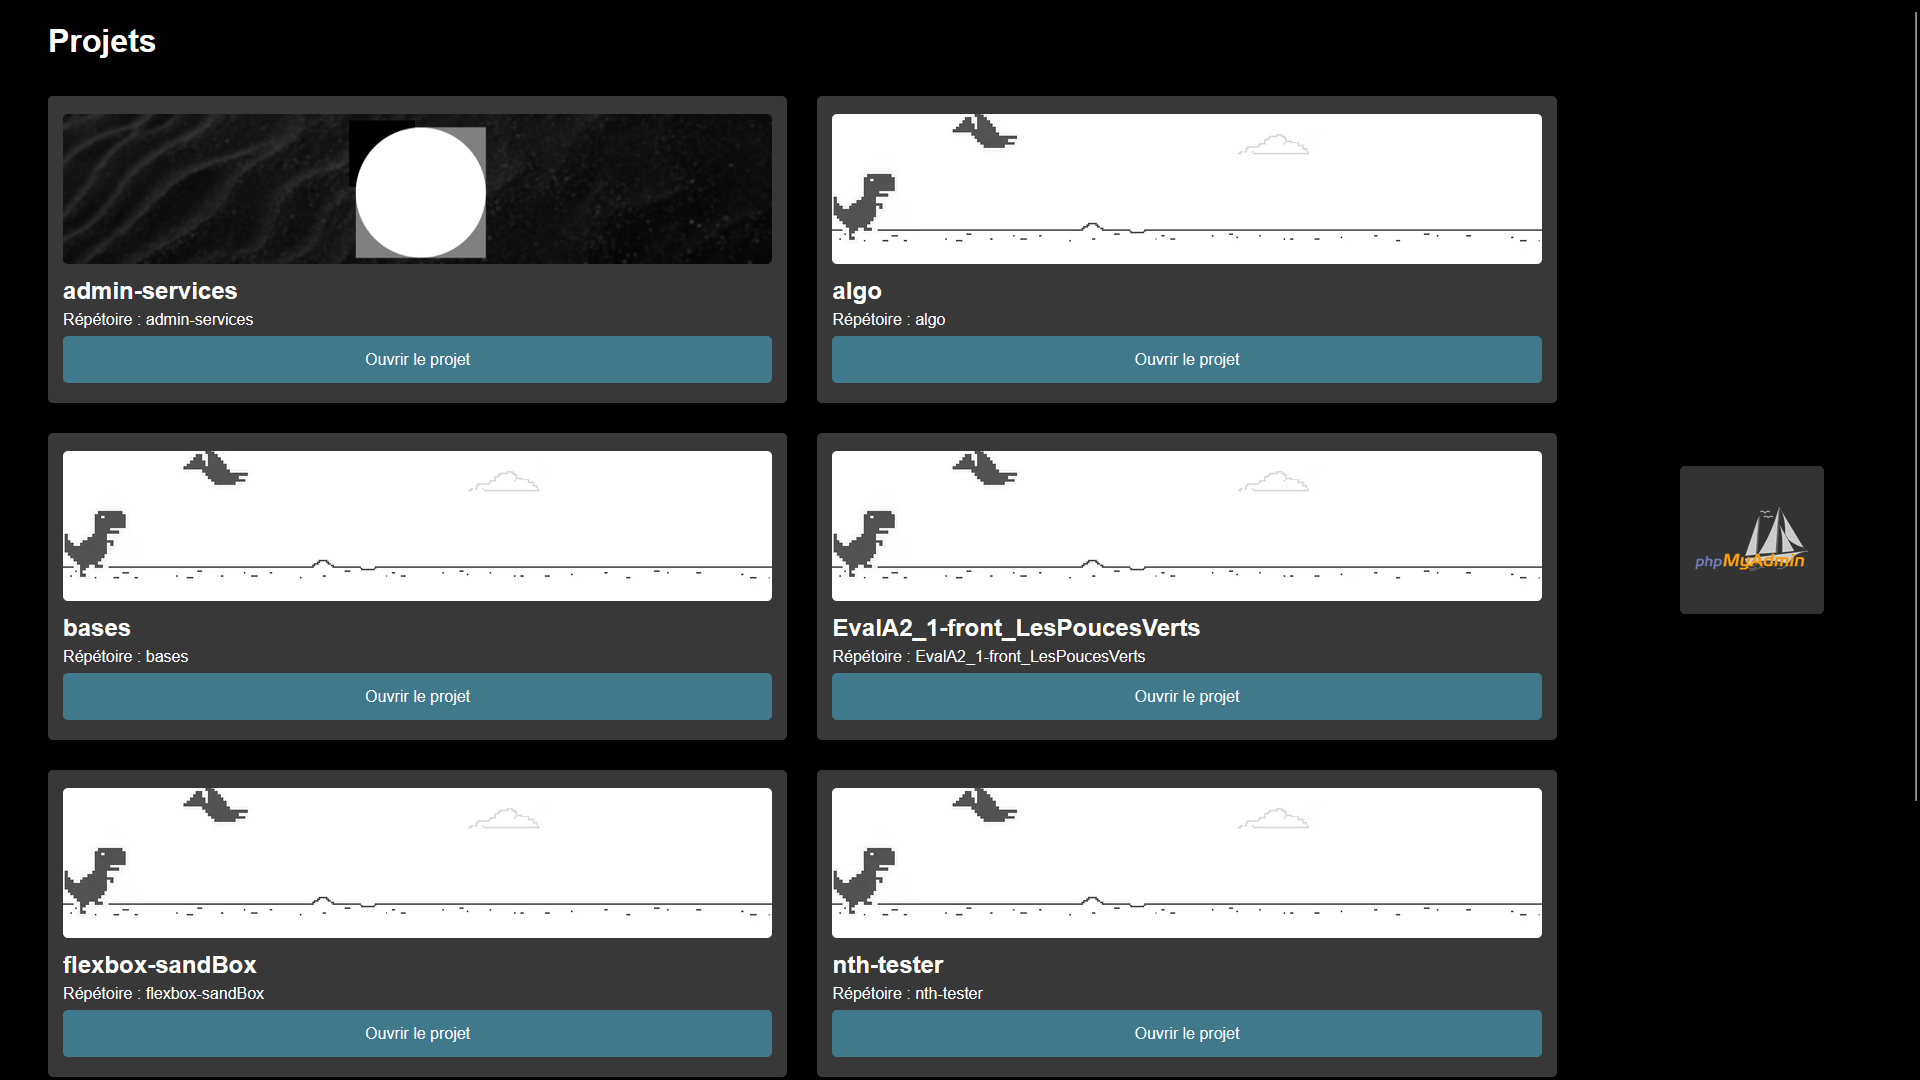 Projets
admin-services
Répétoire : admin-services
Ouvrir le projet
algo
Répétoire : algo
Ouvrir le projet
bases
Répétoire : bases
Ouvrir le projet
EvalA2_1-front_LesPoucesVerts
Répétoire : EvalA2_1-front_LesPoucesVerts
Ouvrir le projet
flexbox-sandBox
Répétoire : flexbox-sandBox
Ouvrir le projet
nth-tester
Répétoire : nth-tester
Ouvrir le projet
phpMyAdmin